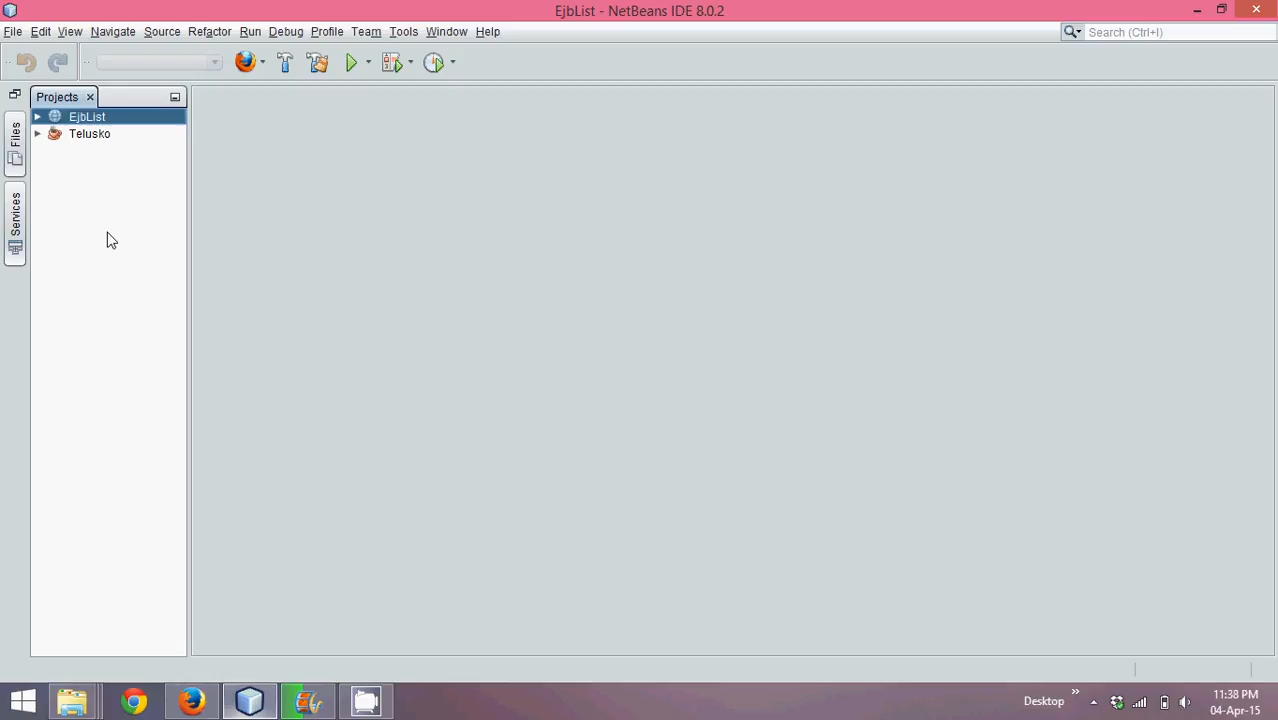 EjbList - NetBeans IDE 8.0.2
File Edit View Navigate Source Refactor Run Debug Profile Team Tools Window Help
Search (Ctrl+I)
Projects
EjbList
Telusko
Files
Services
Desktop
11:38 PM
04-Apr-15